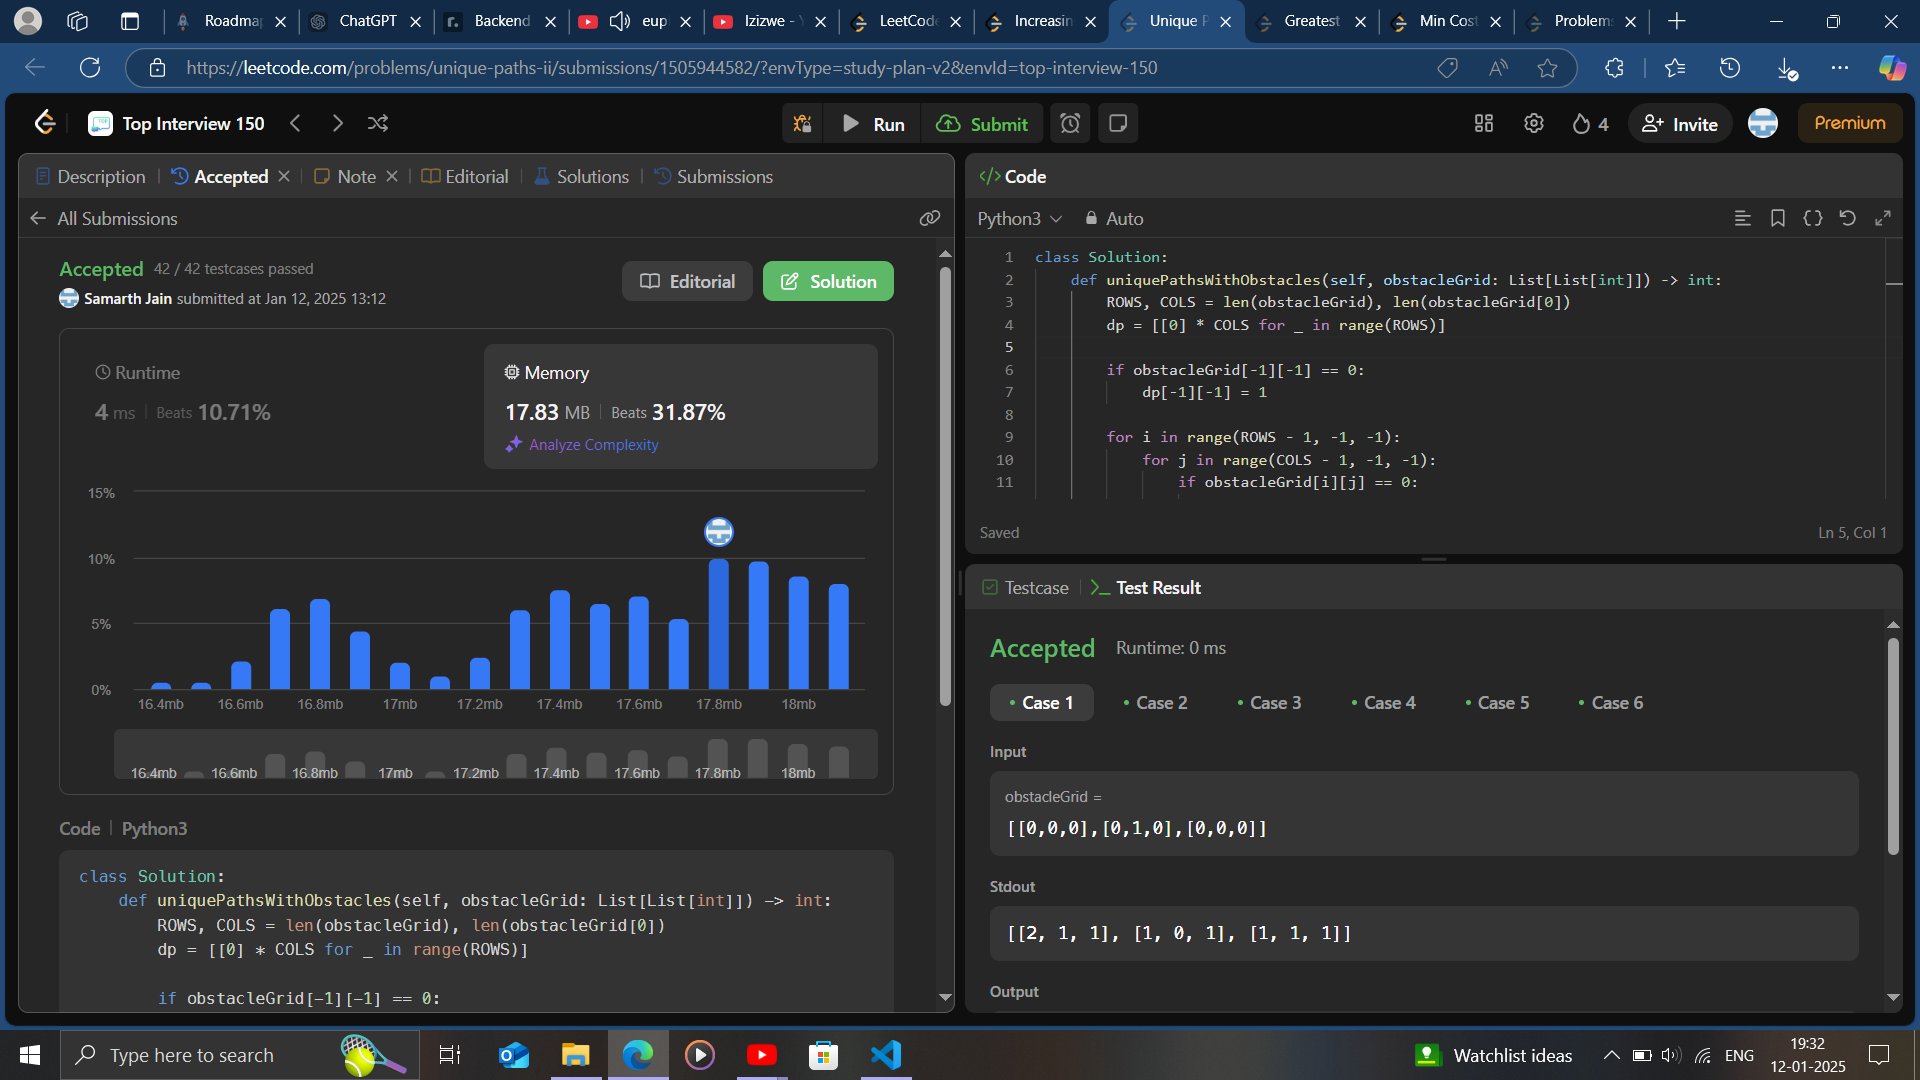 Roadmap
ChatGPT
Backend
eup
Izizwe - Y
LeetCode
Increasin
Unique P
Greatest
Min Cost
Problems
https://leetcode.com/problems/unique-paths-ii/submissions/1505944582/?envType=study-plan-v2&envId=top-interview-150
Top Interview 150
Run
Submit
4
Invite
Premium
Description
Accepted
Note
Editorial
Solutions
Submissions
All Submissions
Accepted 42 / 42 testcases passed
Samarth Jain submitted at Jan 12, 2025 13:12
Editorial
Solution
Runtime
4 ms | Beats 10.71%
Memory
17.83 MB | Beats 31.87%
Analyze Complexity
15%
10%
5%
0%
16.4mb 16.6mb 16.8mb 17mb 17.2mb 17.4mb 17.6mb 17.8mb 18mb
16.4mb 16.6mb 16.8mb 17mb 17.2mb 17.4mb 17.6mb 17.8mb 18mb
Code | Python3
class Solution:
def uniquePathsWithObstacles(self, obstacleGrid: List[List[int]]) -> int:
ROWS, COLS = len(obstacleGrid), len(obstacleGrid[0])
dp = [[0] * COLS for _ in range(ROWS)]
if obstacleGrid[-1][-1] == 0:
</> Code
Python3
Auto
1 class Solution:
2 def uniquePathsWithObstacles(self, obstacleGrid: List[List[int]]) -> int:
3 ROWS, COLS = len(obstacleGrid), len(obstacleGrid[0])
4 dp = [[0] * COLS for _ in range(ROWS)]
5
6 if obstacleGrid[-1][-1] == 0:
7 dp[-1][-1] = 1
8
9 for i in range(ROWS - 1, -1, -1):
10 for j in range(COLS - 1, -1, -1):
11 if obstacleGrid[i][j] == 0:
Saved
Ln 5, Col 1
Testcase
Test Result
Accepted Runtime: 0 ms
Case 1
Case 2
Case 3
Case 4
Case 5
Case 6
Input
obstacleGrid =
[[0,0,0],[0,1,0],[0,0,0]]
Stdout
[[2, 1, 1], [1, 0, 1], [1, 1, 1]]
Output
Type here to search
Watchlist ideas
ENG
19:32
12-01-2025